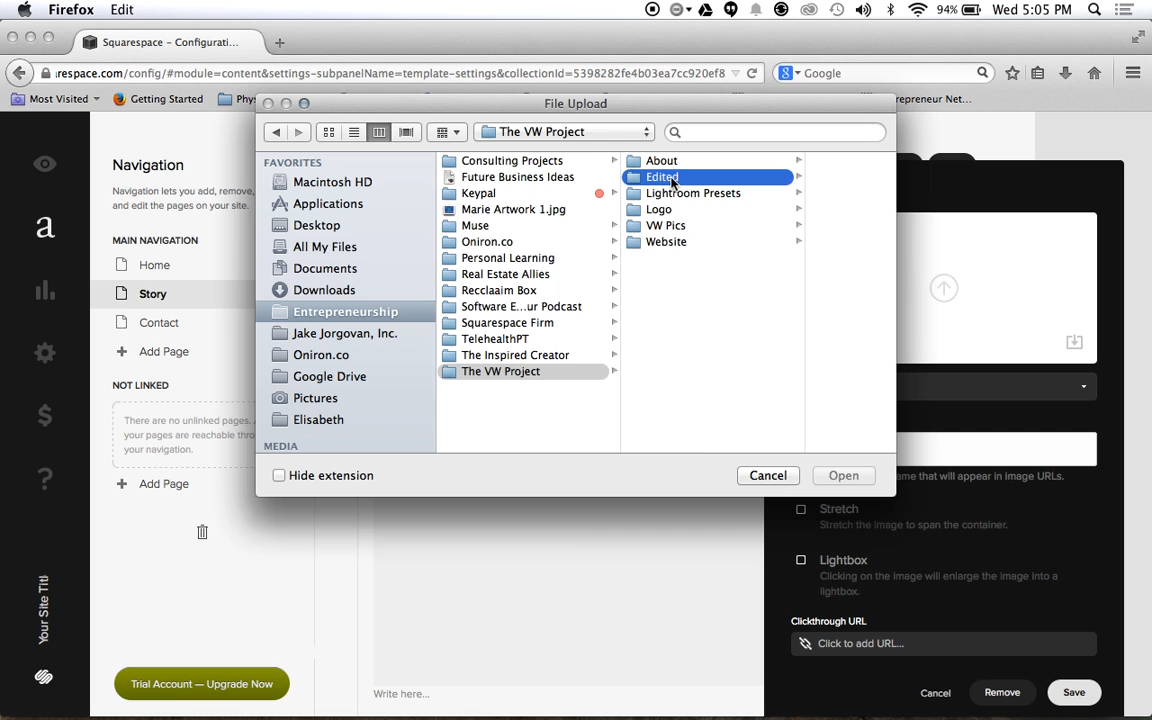 Firefox Edit 94% Wed 5:05 PM
Squarespace - Configurati...
irespace.com/config/#module=content&settings-subpanelName=template-settings&collectionId=5398282fe4b03ea7cc920ef8 Google
Most Visited Getting Started repreneur Net...
File Upload
The VW Project
FAVORITES
Macintosh HD
Applications
Desktop
All My Files
Documents
Downloads
Entrepreneurship
Jake Jorgovan, Inc.
Oniron.co
Google Drive
Pictures
Elisabeth
MEDIA
Consulting Projects
Future Business Ideas
Keypal
Marie Artwork 1.jpg
Muse
Oniron.co
Personal Learning
Real Estate Allies
Recclaaim Box
Software E...ur Podcast
Squarespace Firm
TelehealthPT
The Inspired Creator
The VW Project
About
Edited
Lightroom Presets
Logo
VW Pics
Website
Hide extension
Cancel Open
Navigation
Navigation lets you add, remove,
and edit the pages on your site.
MAIN NAVIGATION
Home
Story
Contact
+ Add Page
NOT LINKED
There are no unlinked pages.
your pages are reachable thro
your navigation.
+ Add Page
Your Site Titl
Trial Account — Upgrade Now
Write here...
ame that will appear in image URLs.
Stretch
Stretch the image to span the container.
Lightbox
Clicking on the image will enlarge the image into a
lightbox.
Clickthrough URL
Click to add URL...
Cancel Remove Save